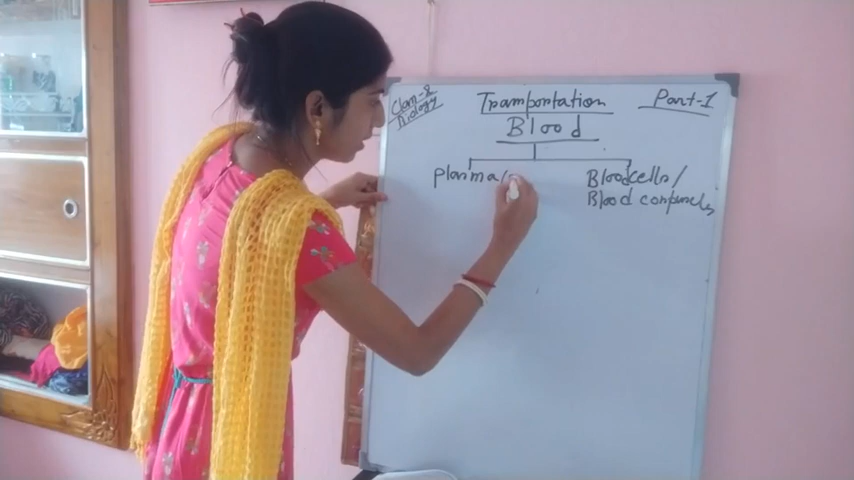 Class-8
Biology
Transportation
Part-1
Blood
Plasma/
Bloodcells/
Blood corpuscles